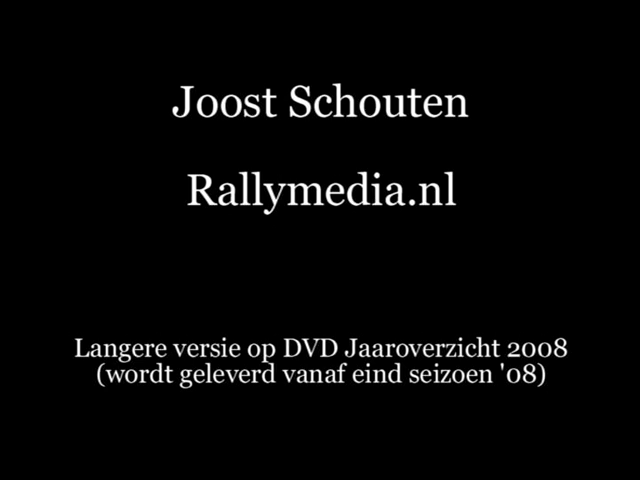 Joost Schouten
Rallymedia.nl
Langere versie op DVD Jaaroverzicht 2008
(wordt geleverd vanaf eind seizoen '08)